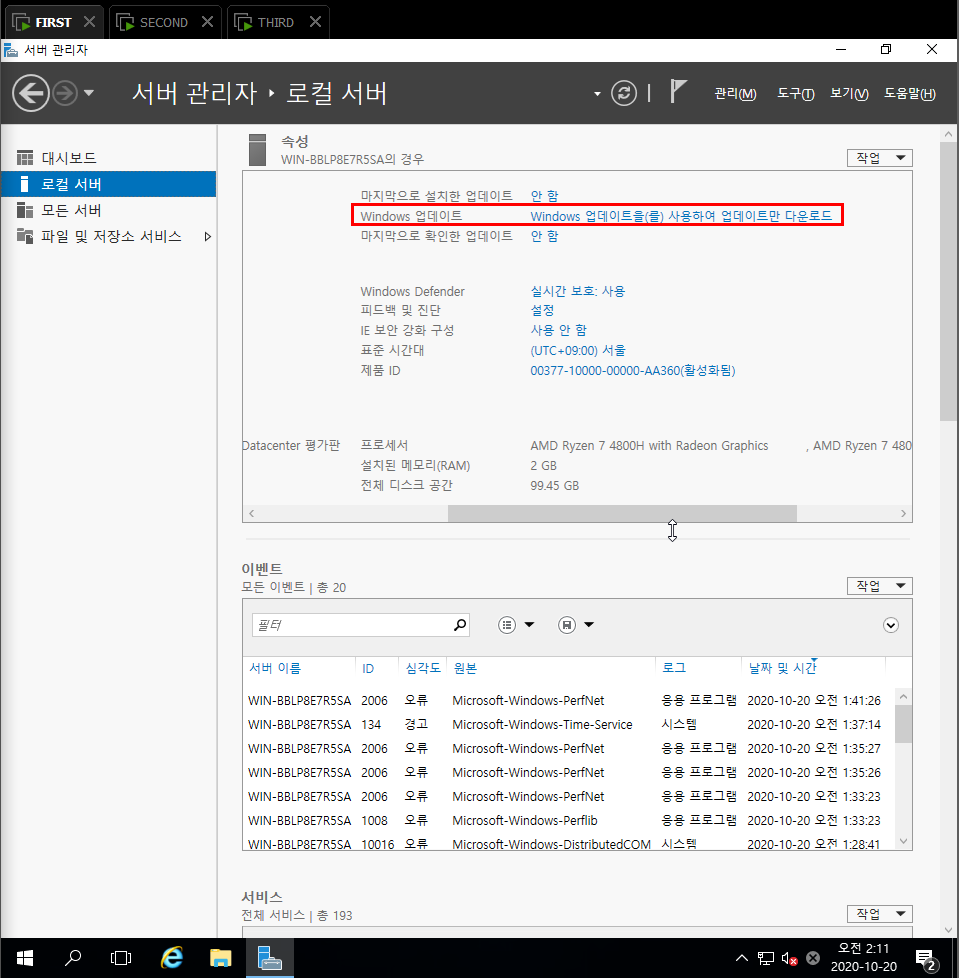 FIRST
SECOND
THIRD
서버 관리자
서버 관리자 ‣ 로컬 서버
관리(M) 도구(T) 보기(V) 도움말(H)
대시보드
로컬 서버
모든 서버
파일 및 저장소 서비스
속성
WIN-BBLP8E7R5SA의 경우
작업
마지막으로 설치한 업데이트 안 함
Windows 업데이트 Windows 업데이트을(를) 사용하여 업데이트만 다운로드
마지막으로 확인한 업데이트 안 함
Windows Defender 실시간 보호: 사용
피드백 및 진단 설정
IE 보안 강화 구성 사용 안 함
표준 시간대 (UTC+09:00) 서울
제품 ID 00377-10000-00000-AA360(활성화됨)
Datacenter 평가판 프로세서 AMD Ryzen 7 4800H with Radeon Graphics , AMD Ryzen 7 480
설치된 메모리(RAM) 2 GB
전체 디스크 공간 99.45 GB
이벤트
모든 이벤트 | 총 20
작업
필터
서버 이름 ID 심각도 원본 로그 날짜 및 시간
WIN-BBLP8E7R5SA 2006 오류 Microsoft-Windows-PerfNet 응용 프로그램 2020-10-20 오전 1:41:26
WIN-BBLP8E7R5SA 134 경고 Microsoft-Windows-Time-Service 시스템 2020-10-20 오전 1:37:14
WIN-BBLP8E7R5SA 2006 오류 Microsoft-Windows-PerfNet 응용 프로그램 2020-10-20 오전 1:35:27
WIN-BBLP8E7R5SA 2006 오류 Microsoft-Windows-PerfNet 응용 프로그램 2020-10-20 오전 1:35:26
WIN-BBLP8E7R5SA 2006 오류 Microsoft-Windows-PerfNet 응용 프로그램 2020-10-20 오전 1:33:23
WIN-BBLP8E7R5SA 1008 오류 Microsoft-Windows-Perflib 응용 프로그램 2020-10-20 오전 1:33:23
WIN-BBLP8E7R5SA 10016 오류 Microsoft-Windows-DistributedCOM 시스템 2020-10-20 오전 1:28:41
서비스
전체 서비스 | 총 193
작업
오전 2:11
2020-10-20
2